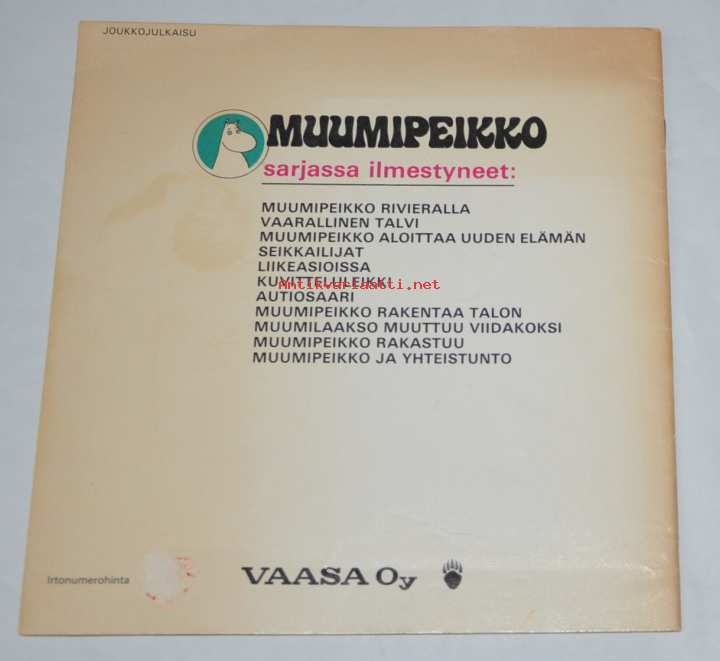 JOUKKOJULKAISU
MUUMIPEIKKO
sarjassa ilmestyneet:
MUUMIPEIKKO RIVIERALLA
VAARALLINEN TALVI
MUUMIPEIKKO ALOITTAA UUDEN ELÄMÄN
SEIKKAILIJAT
LIIKEASIOISSA
KUVITTELULEIKKI
Antikvariaatti.net
AUTIOSAARI
MUUMIPEIKKO RAKENTAA TALON
MUUMILAAKSO MUUTTUU VIIDAKOKSI
MUUMIPEIKKO RAKASTUU
MUUMIPEIKKO JA YHTEISTUNTO
Irtonumerohinta
VAASA Oy